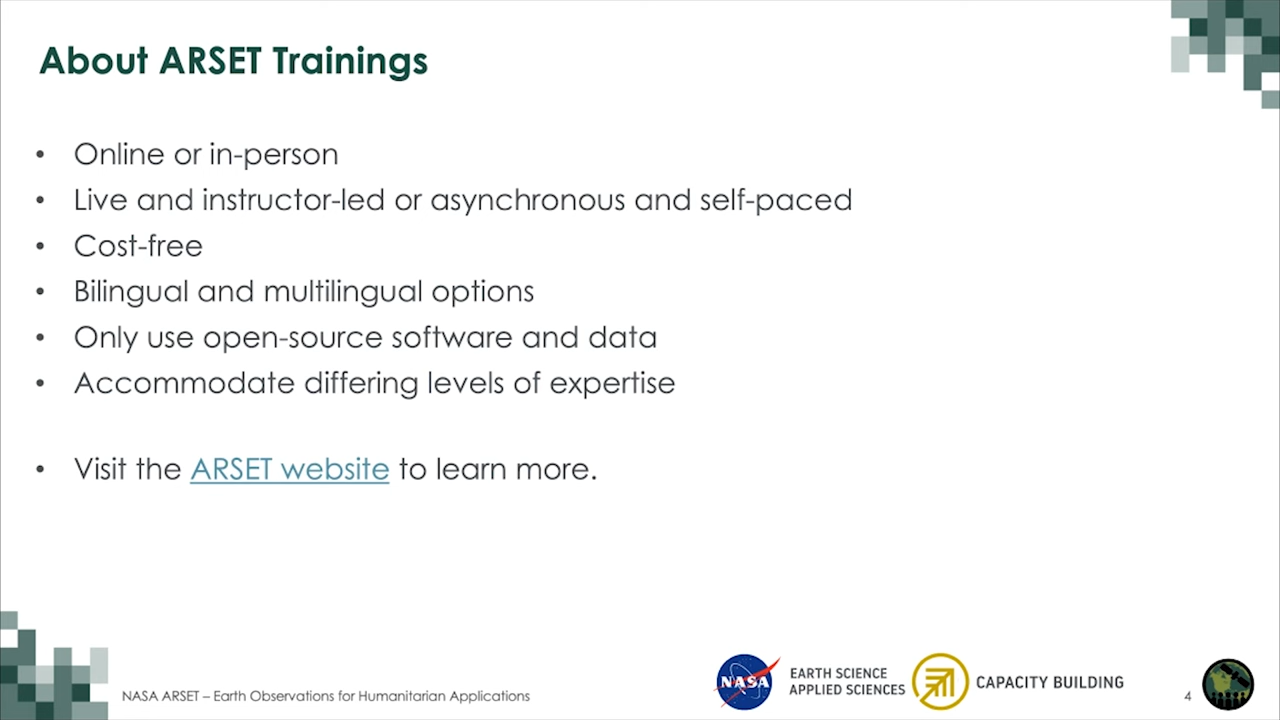 About ARSET Trainings
• Online or in-person
• Live and instructor-led or asynchronous and self-paced
• Cost-free
• Bilingual and multilingual options
• Only use open-source software and data
• Accommodate differing levels of expertise
• Visit the ARSET website to learn more.
NASA ARSET – Earth Observations for Humanitarian Applications
NASA
EARTH SCIENCE
APPLIED SCIENCES
CAPACITY BUILDING
4